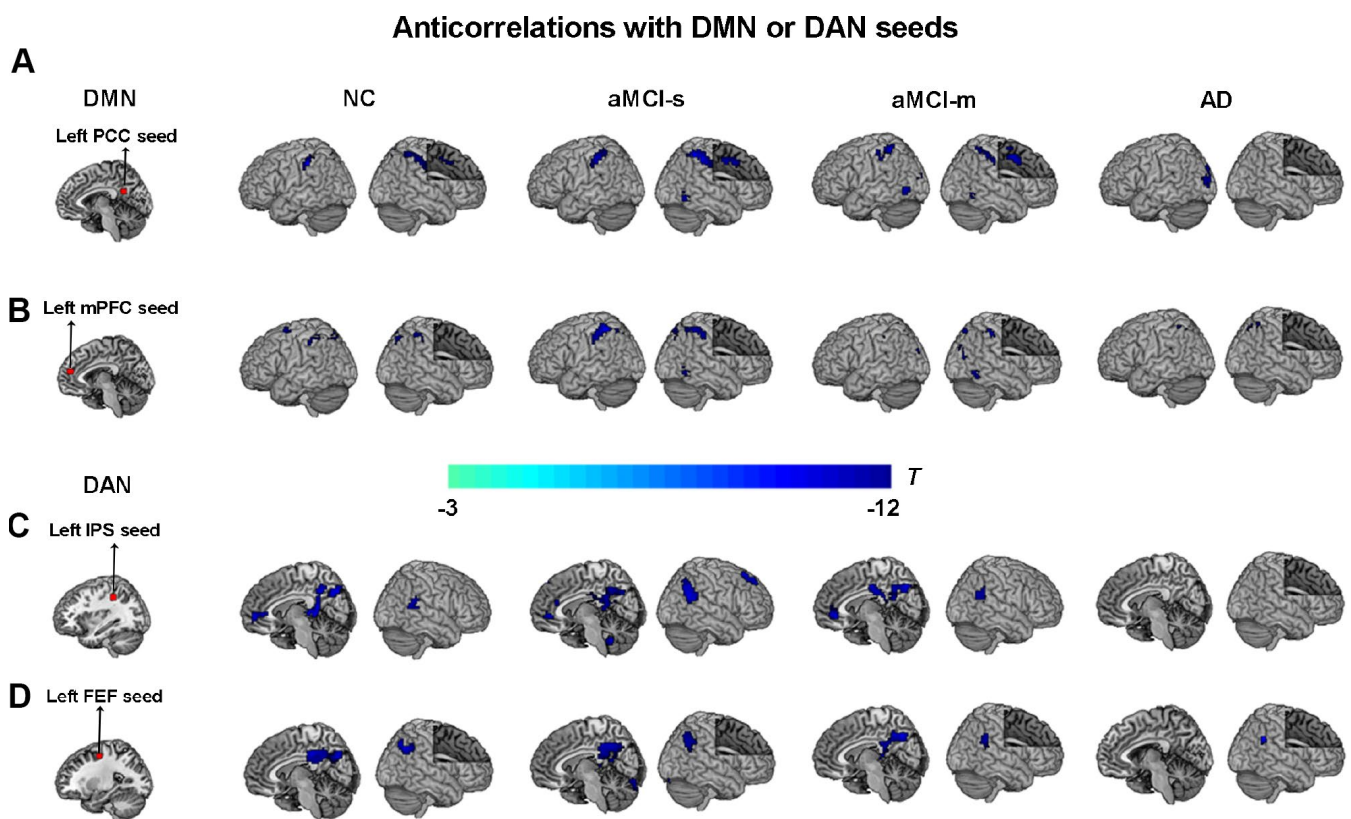 Anticorrelations with DMN or DAN seeds
A
DMN
NC
aMCI-s
aMCI-m
AD
Left PCC seed
B
Left mPFC seed
DAN
T
-3
-12
C
Left IPS seed
D
Left FEF seed